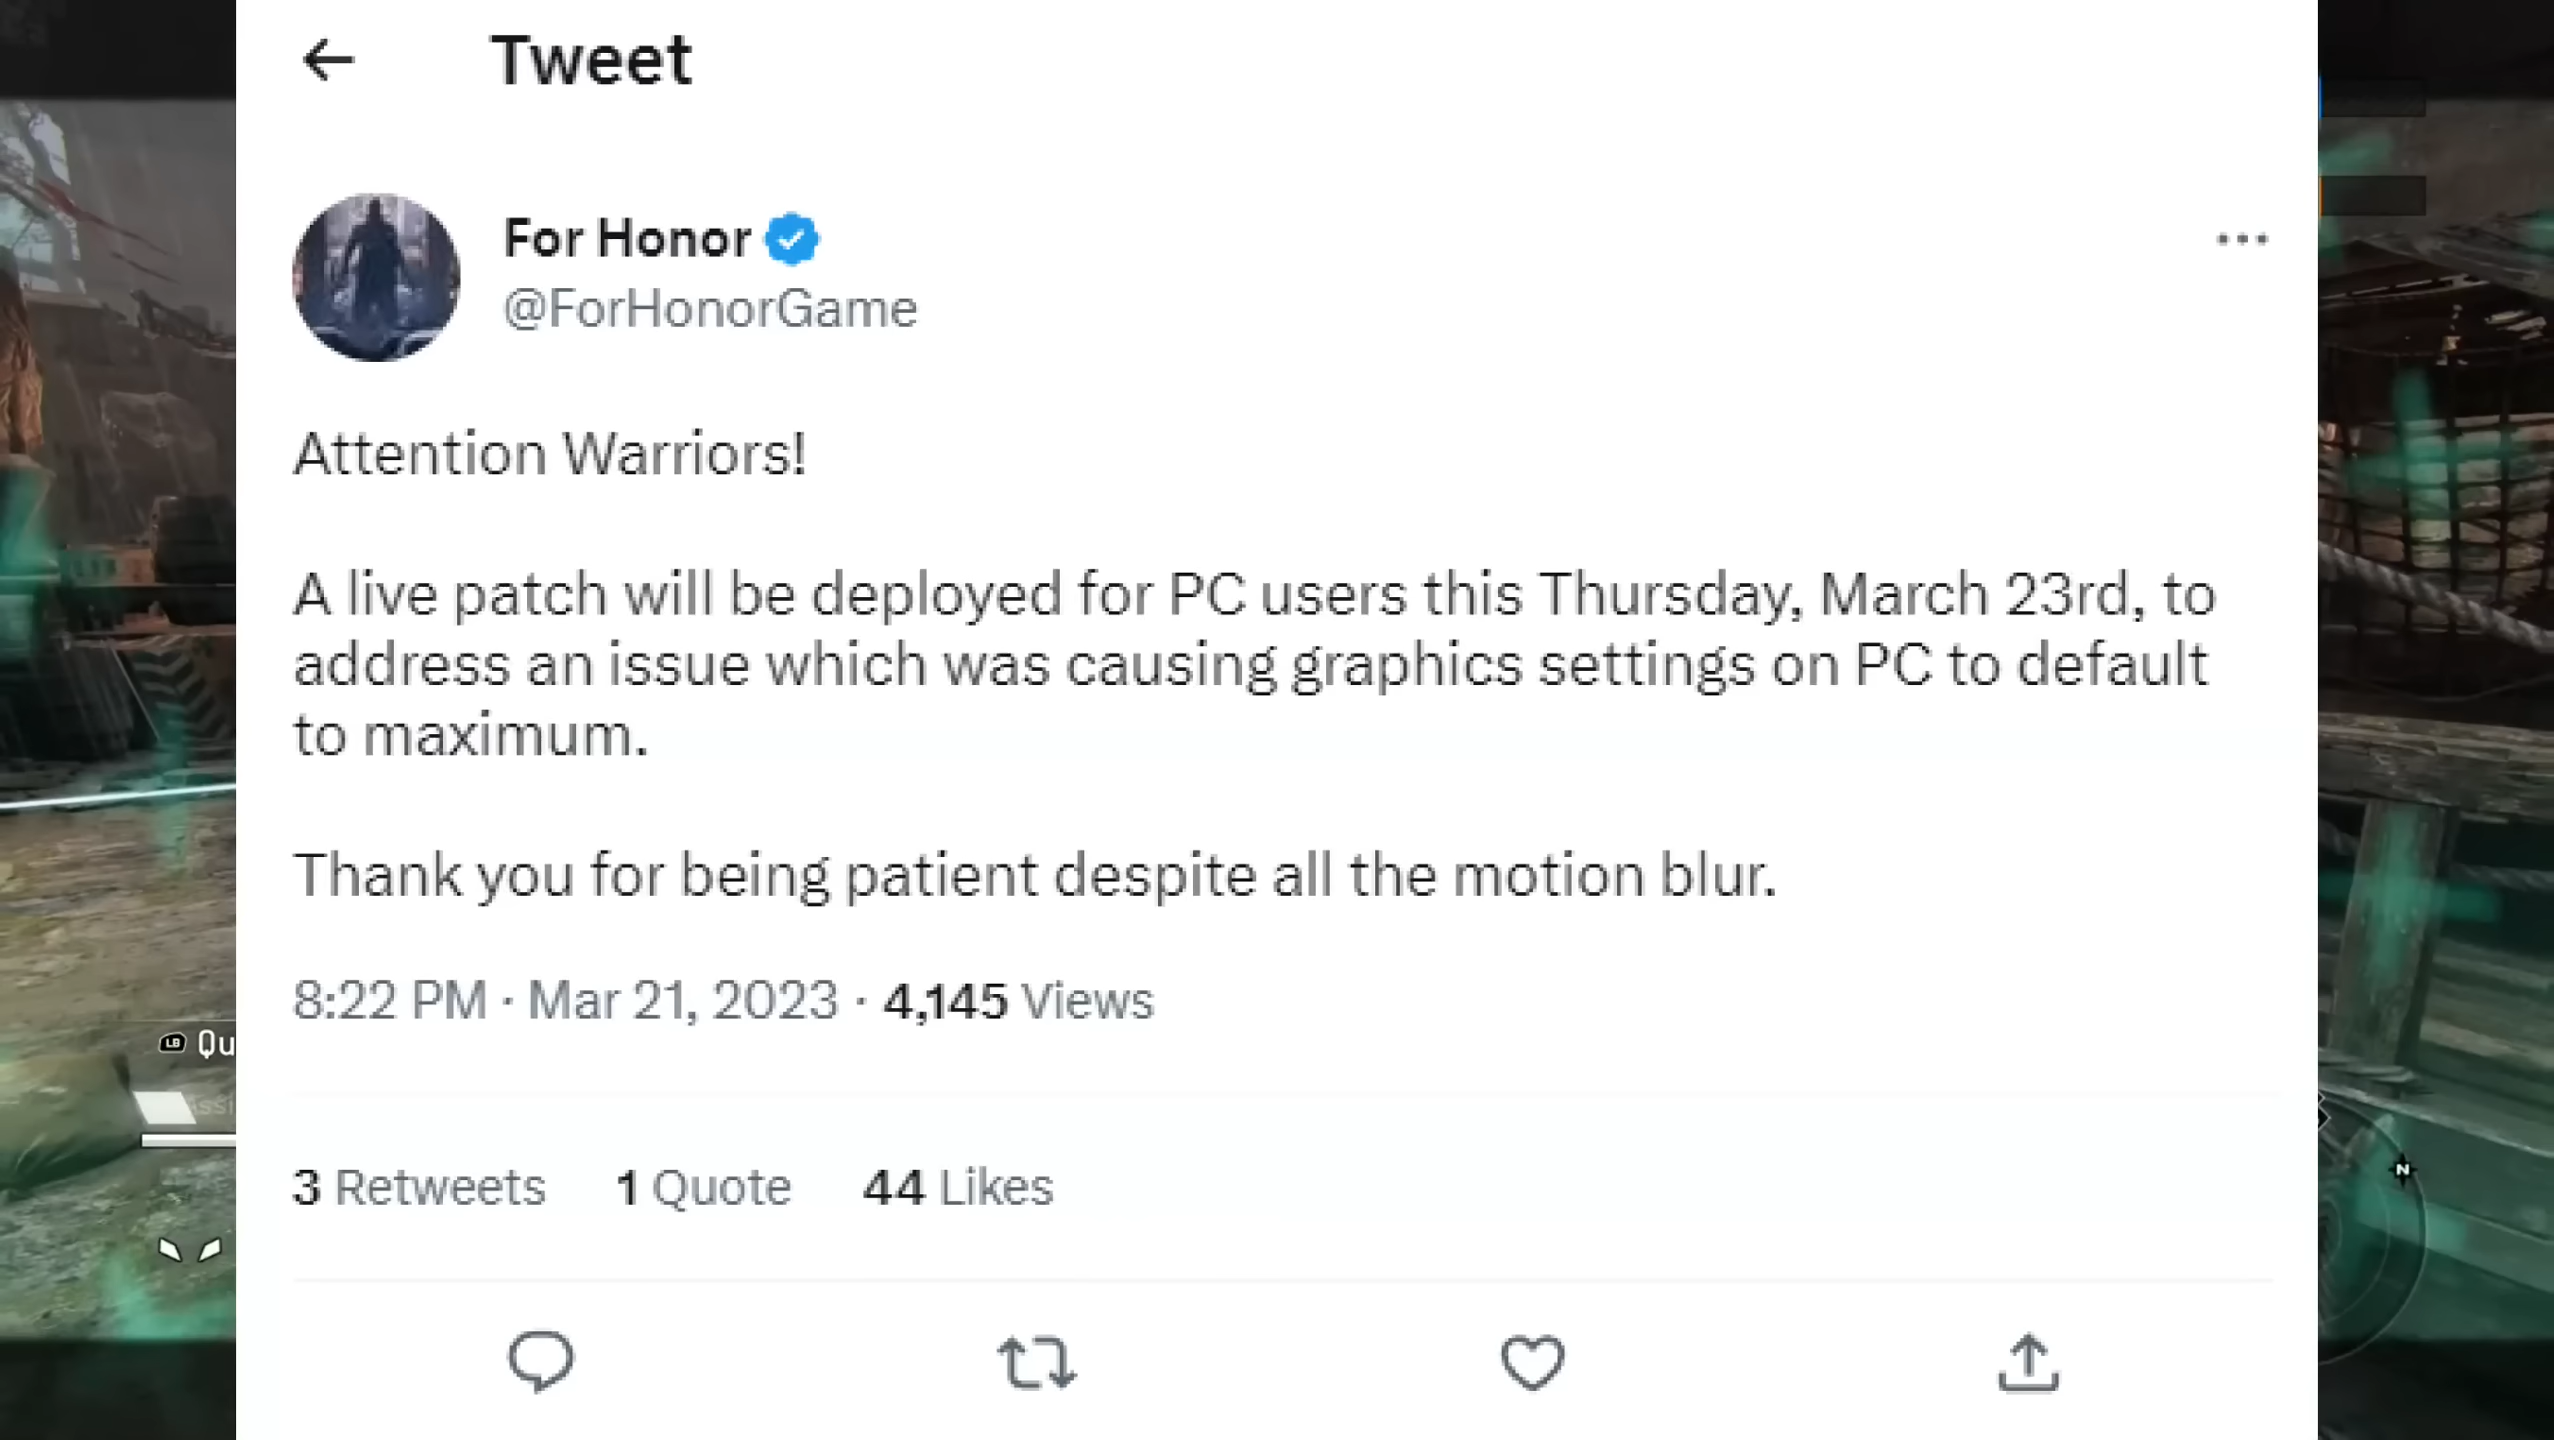 Tweet
For Honor
@ForHonorGame
Attention Warriors!
A live patch will be deployed for PC users this Thursday, March 23rd, to
address an issue which was causing graphics settings on PC to default
to maximum.
Thank you for being patient despite all the motion blur.
8:22 PM · Mar 21, 2023 · 4,145 Views
LB Qu
3 Retweets 1 Quote 44 Likes
N